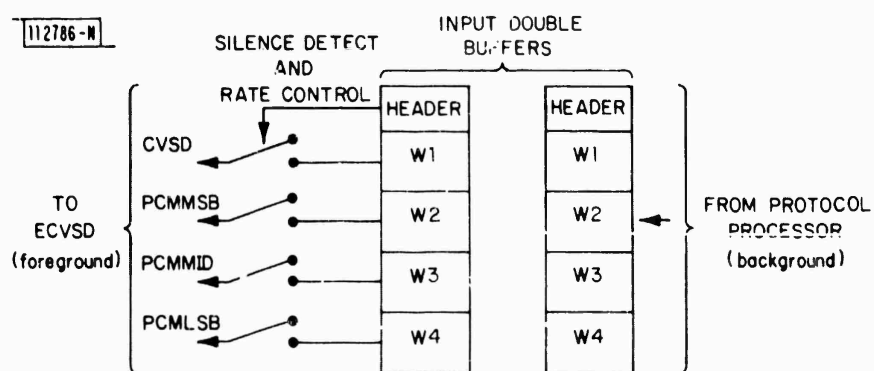 112786-N
INPUT DOUBLE
BUFFERS
SILENCE DETECT
AND
RATE CONTROL
HEADER
HEADER
CVSD
W1
W1
PCMMSB
W2
W2
TO
ECVSD
(foreground)
FROM PROTOCOL
PROCESSOR
(background)
PCMMID
W3
W3
PCMLSB
W4
W4